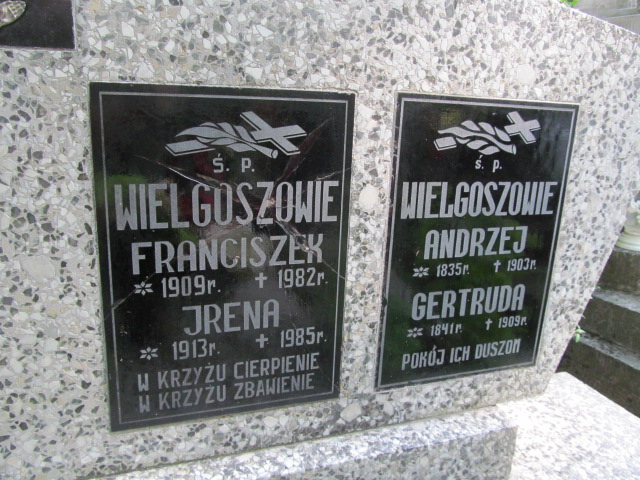 Ś. P.
WIELGOSZOWIE
FRANCISZEK
1909r. † 1982r.
JRENA
1913r. † 1985r.
W KRZYŻU CIERPIENIE
W KRZYŻU ZBAWIENIE
Ś. P.
WIELGOSZOWIE
ANDRZEJ
1835r. † 1903r.
GERTRUDA
1841r. † 1909r.
POKÓJ ICH DUSZOM